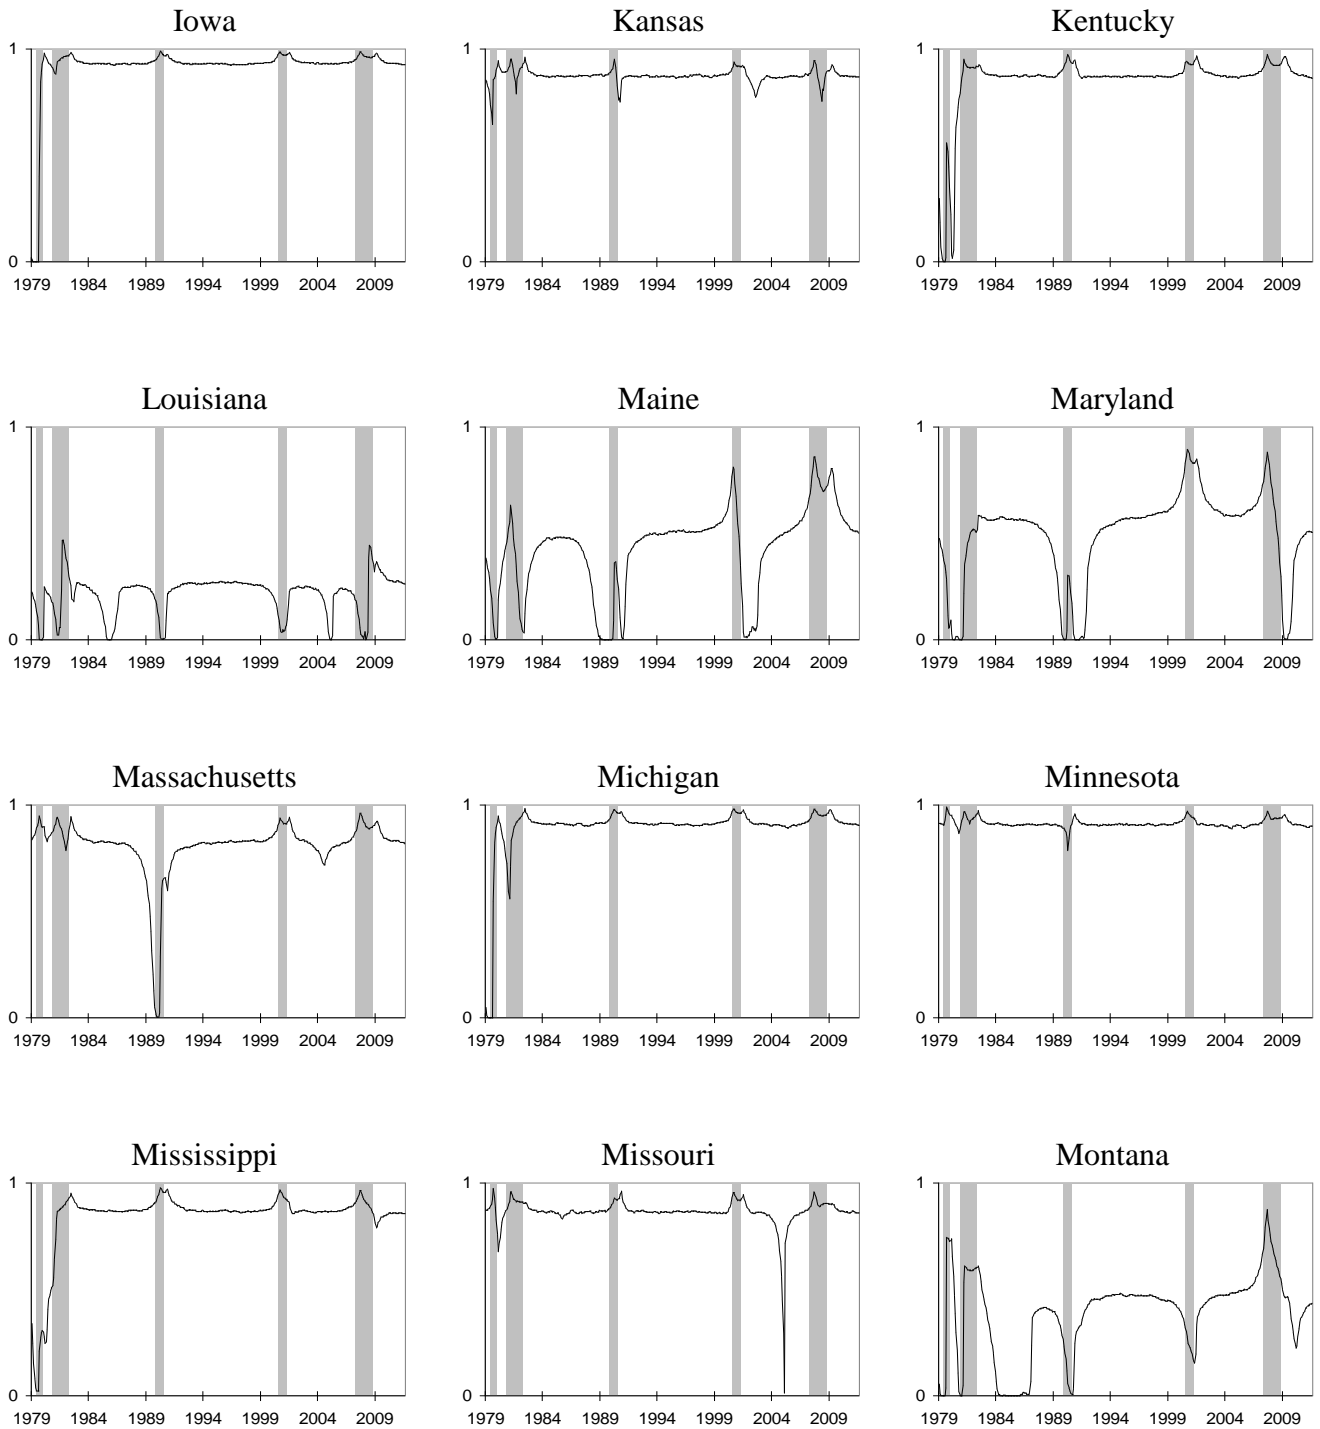 Iowa Kansas Kentucky
1 1 1
0 0 0
1979 1984 1989 1994 1999 2004 2009 1979 1984 1989 1994 1999 2004 2009 1979 1984 1989 1994 1999 2004 2009
Louisiana Maine Maryland
1 1 1
0 0 0
1979 1984 1989 1994 1999 2004 2009 1979 1984 1989 1994 1999 2004 2009 1979 1984 1989 1994 1999 2004 2009
Massachusetts Michigan Minnesota
1 1 1
0 0 0
1979 1984 1989 1994 1999 2004 2009 1979 1984 1989 1994 1999 2004 2009 1979 1984 1989 1994 1999 2004 2009
Mississippi Missouri Montana
1 1 1
0 0 0
1979 1984 1989 1994 1999 2004 2009 1979 1984 1989 1994 1999 2004 2009 1979 1984 1989 1994 1999 2004 2009